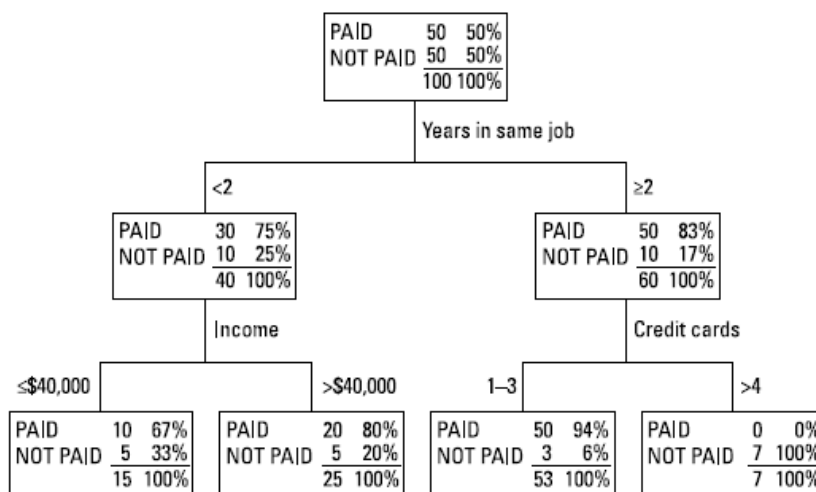 PAID 50 50%
NOT PAID 50 50%
100 100%
Years in same job
<2
≥2
PAID 30 75%
NOT PAID 10 25%
40 100%
PAID 50 83%
NOT PAID 10 17%
60 100%
Income
Credit cards
≤$40,000
>$40,000
1–3
>4
PAID 10 67%
NOT PAID 5 33%
15 100%
PAID 20 80%
NOT PAID 5 20%
25 100%
PAID 50 94%
NOT PAID 3 6%
53 100%
PAID 0 0%
NOT PAID 7 100%
7 100%